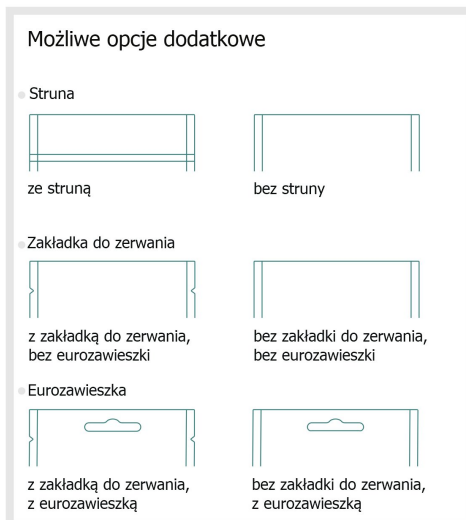 Możliwe opcje dodatkowe
Struna
ze struną
bez struny
Zakładka do zerwania
z zakładką do zerwania,
bez eurozawieszki
bez zakładki do zerwania,
bez eurozawieszki
Eurozawieszka
z zakładką do zerwania,
z eurozawieszką
bez zakładki do zerwania,
z eurozawieszką